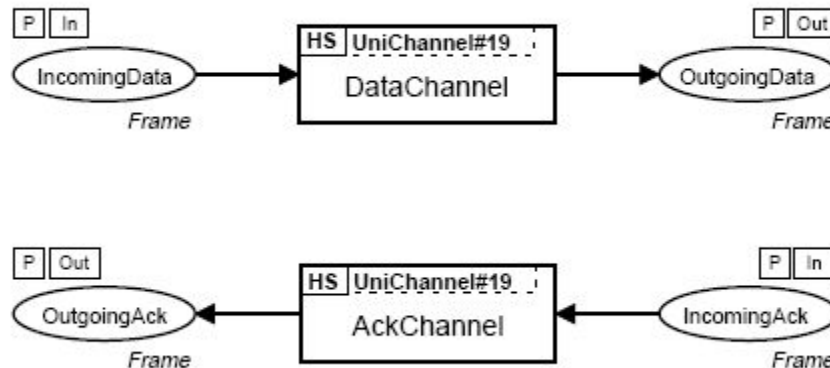 P In
P Out
HS UniChannel#19
IncomingData
DataChannel
OutgoingData
Frame
Frame
P Out
P In
HS UniChannel#19
OutgoingAck
AckChannel
IncomingAck
Frame
Frame